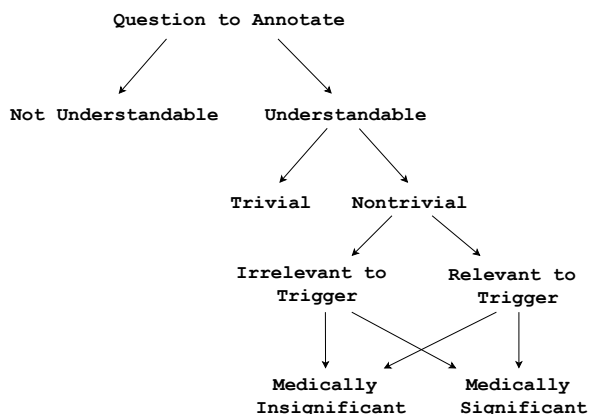 Question to Annotate
Not Understandable
Understandable
Trivial
Nontrivial
Irrelevant to
Trigger
Relevant to
Trigger
Medically
Insignificant
Medically
Significant